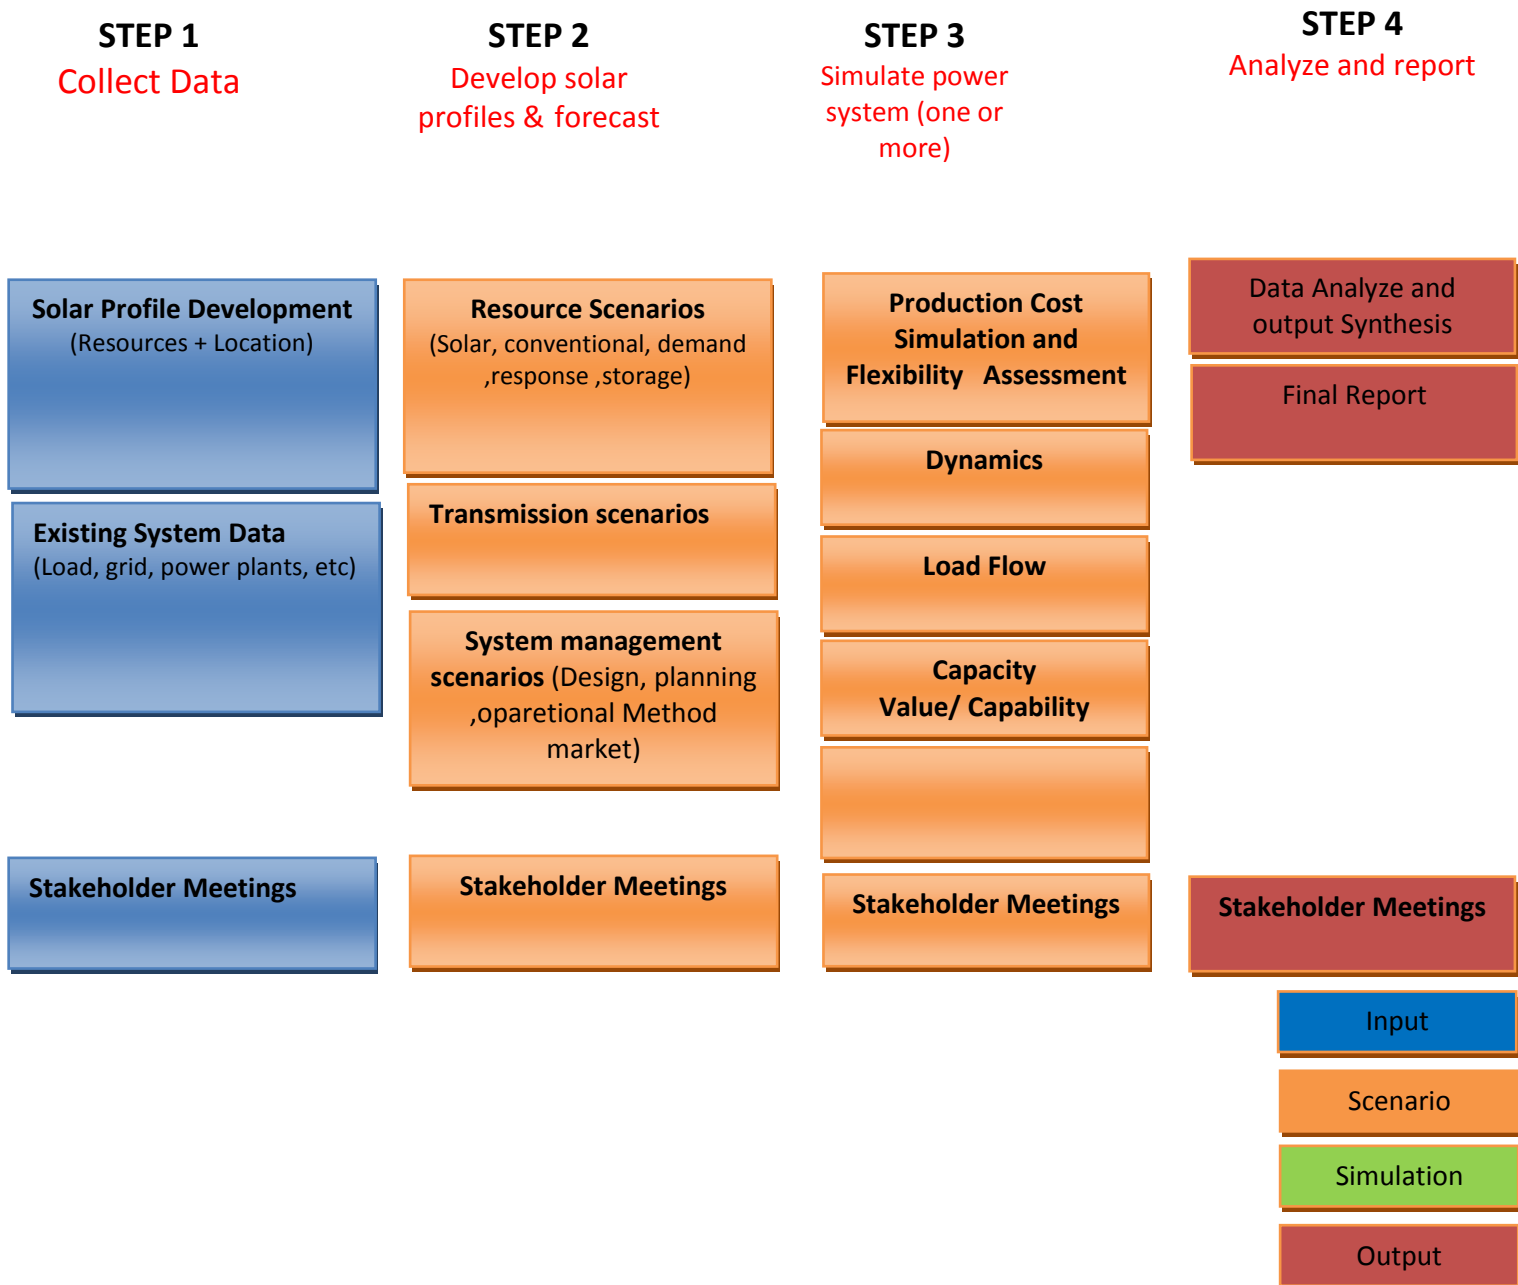 STEP 1
Collect Data
STEP 2
Develop solar
profiles & forecast
STEP 3
Simulate power
system (one or
more)
STEP 4
Analyze and report
Solar Profile Development
(Resources + Location)
Existing System Data
(Load, grid, power plants, etc)
Stakeholder Meetings
Resource Scenarios
(Solar, conventional, demand
,response ,storage)
Transmission scenarios
System management
scenarios (Design, planning
,oparetional Method
market)
Stakeholder Meetings
Production Cost
Simulation and
Flexibility Assessment
Dynamics
Load Flow
Capacity
Value/ Capability
Stakeholder Meetings
Data Analyze and
output Synthesis
Final Report
Stakeholder Meetings
Input
Scenario
Simulation
Output